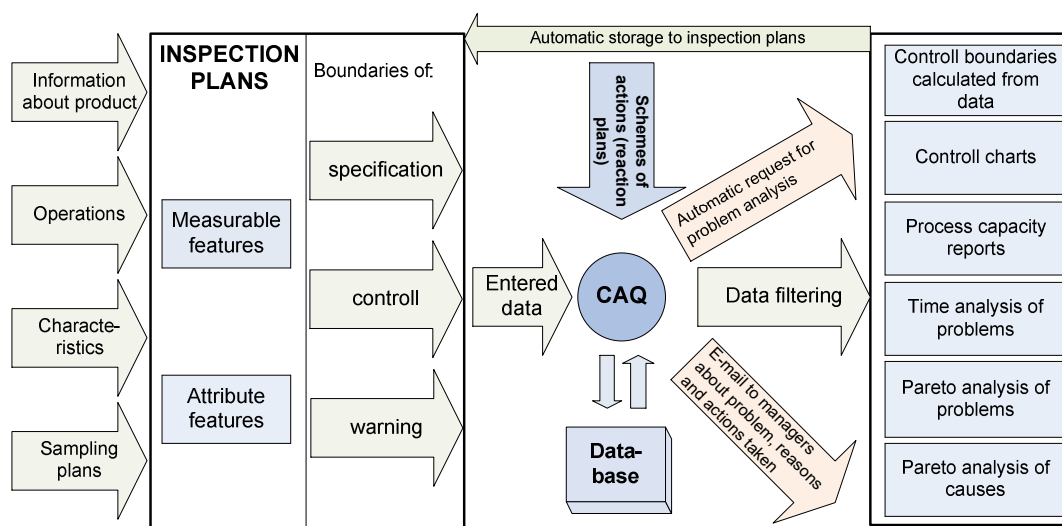 Information
about product
Operations
Characte-
ristics
Sampling
plans
INSPECTION
PLANS
Measurable
features
Attribute
features
Boundaries of:
specification
controll
warning
Automatic storage to inspection plans
Entered
data
Schemes of
actions (reaction
plans)
CAQ
Data-
base
Automatic request for
problem analysis
Data filtering
E-mail to managers
about problem, reasons
and actions taken
Controll boundaries
calculated from
data
Controll charts
Process capacity
reports
Time analysis of
problems
Pareto analysis of
problems
Pareto analysis of
causes